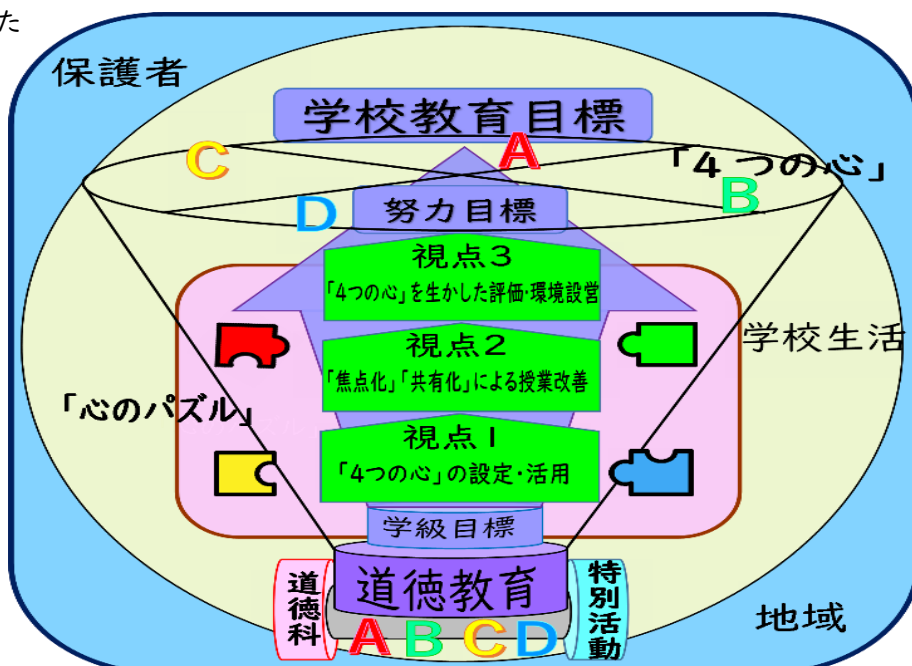 た
保護者
学校教育目標
C
A
「4つの心」
B
D
努力目標
視点3
「4つの心」を生かした評価・環境設営
学校生活
視点2
「焦点化」「共有化」による授業改善
「心のパズル」
視点1
「4つの心」の設定・活用
学級目標
道徳科
道徳教育
特別活動
A B C D
地域